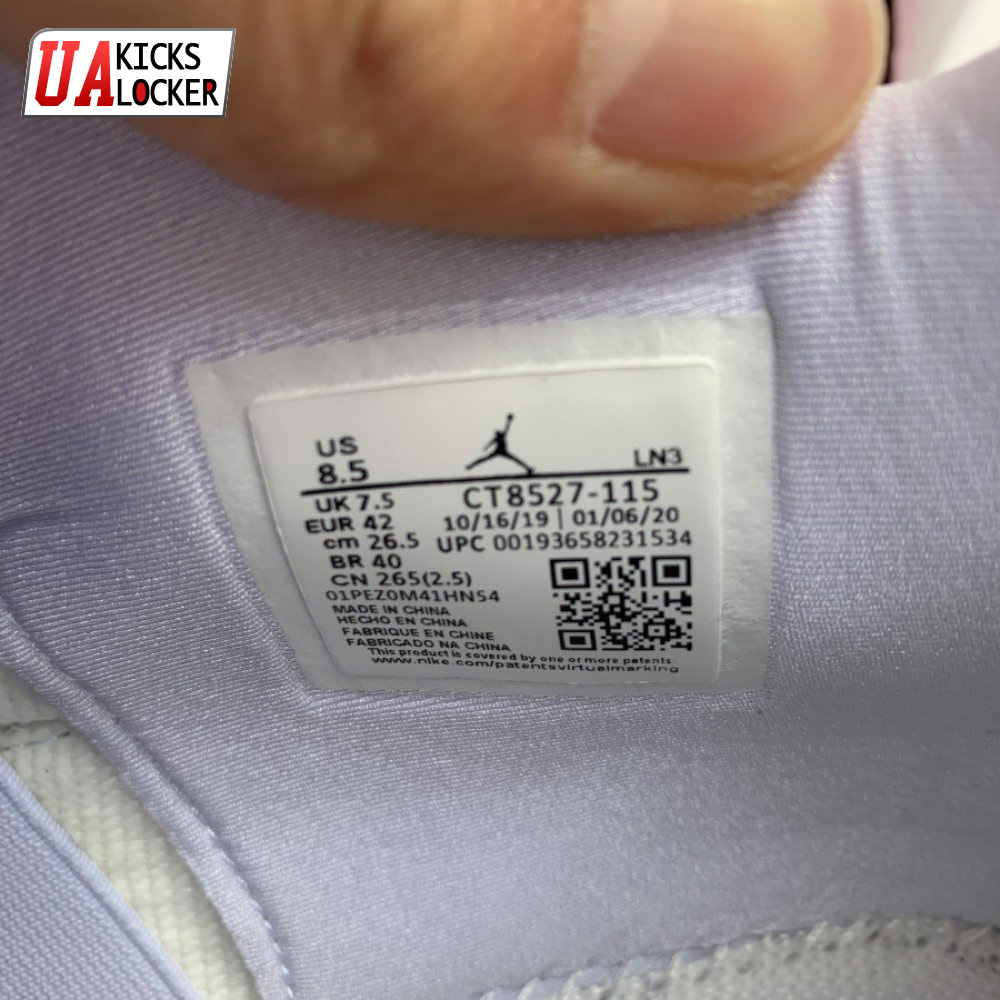 UA KICKS LOCKER
US
8.5
LN3
UK 7.5
CT8527-115
EUR 42
10/16/19 | 01/06/20
cm 26.5
UPC 00193658231534
BR 40
CN 265(2.5)
01PEZ0M41HN54
MADE IN CHINA
HECHO EN CHINA
FABRIQUE EN CHINE
FABRICADO NA CHINA
This product is covered by one or more patents
www.nike.com/patentsvirtualmarking